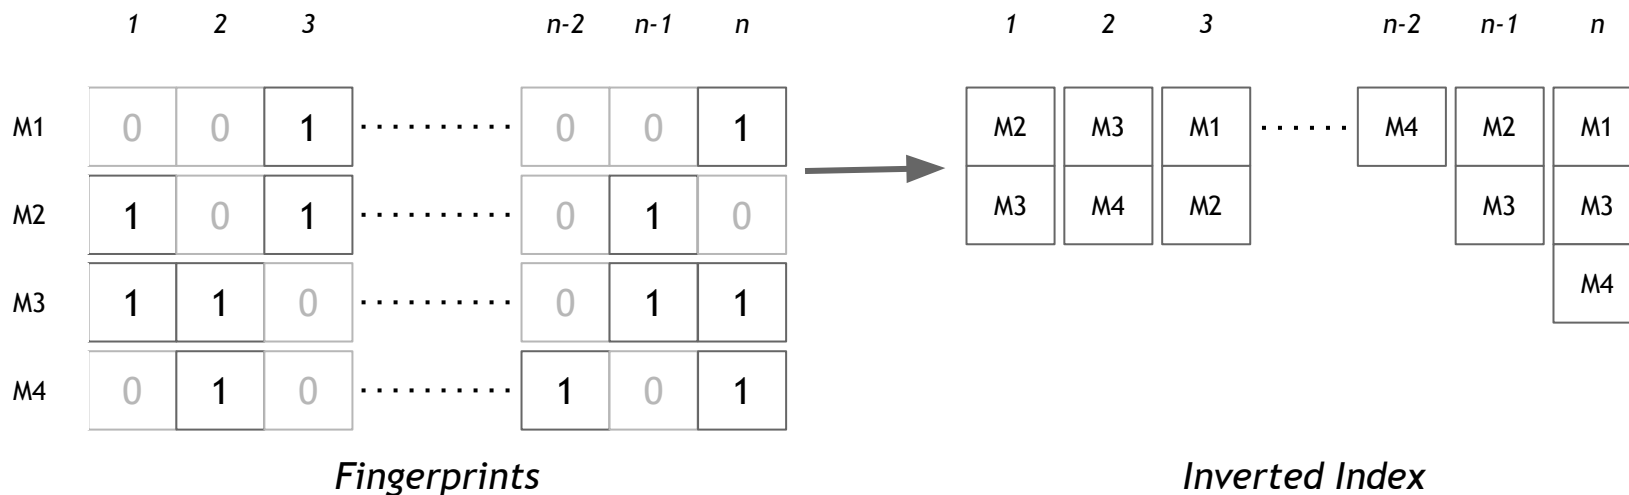 1 2 3 n-2 n-1 n 1 2 3 n-2 n-1 n
M1 0 0 1 .......... 0 0 1 M2 M3 M1 ...... M4 M2 M1
M2 1 0 1 .......... 0 1 0 M3 M4 M2 M3 M3
M3 1 1 0 .......... 0 1 1 M4
M4 0 1 0 .......... 1 0 1
Fingerprints Inverted Index